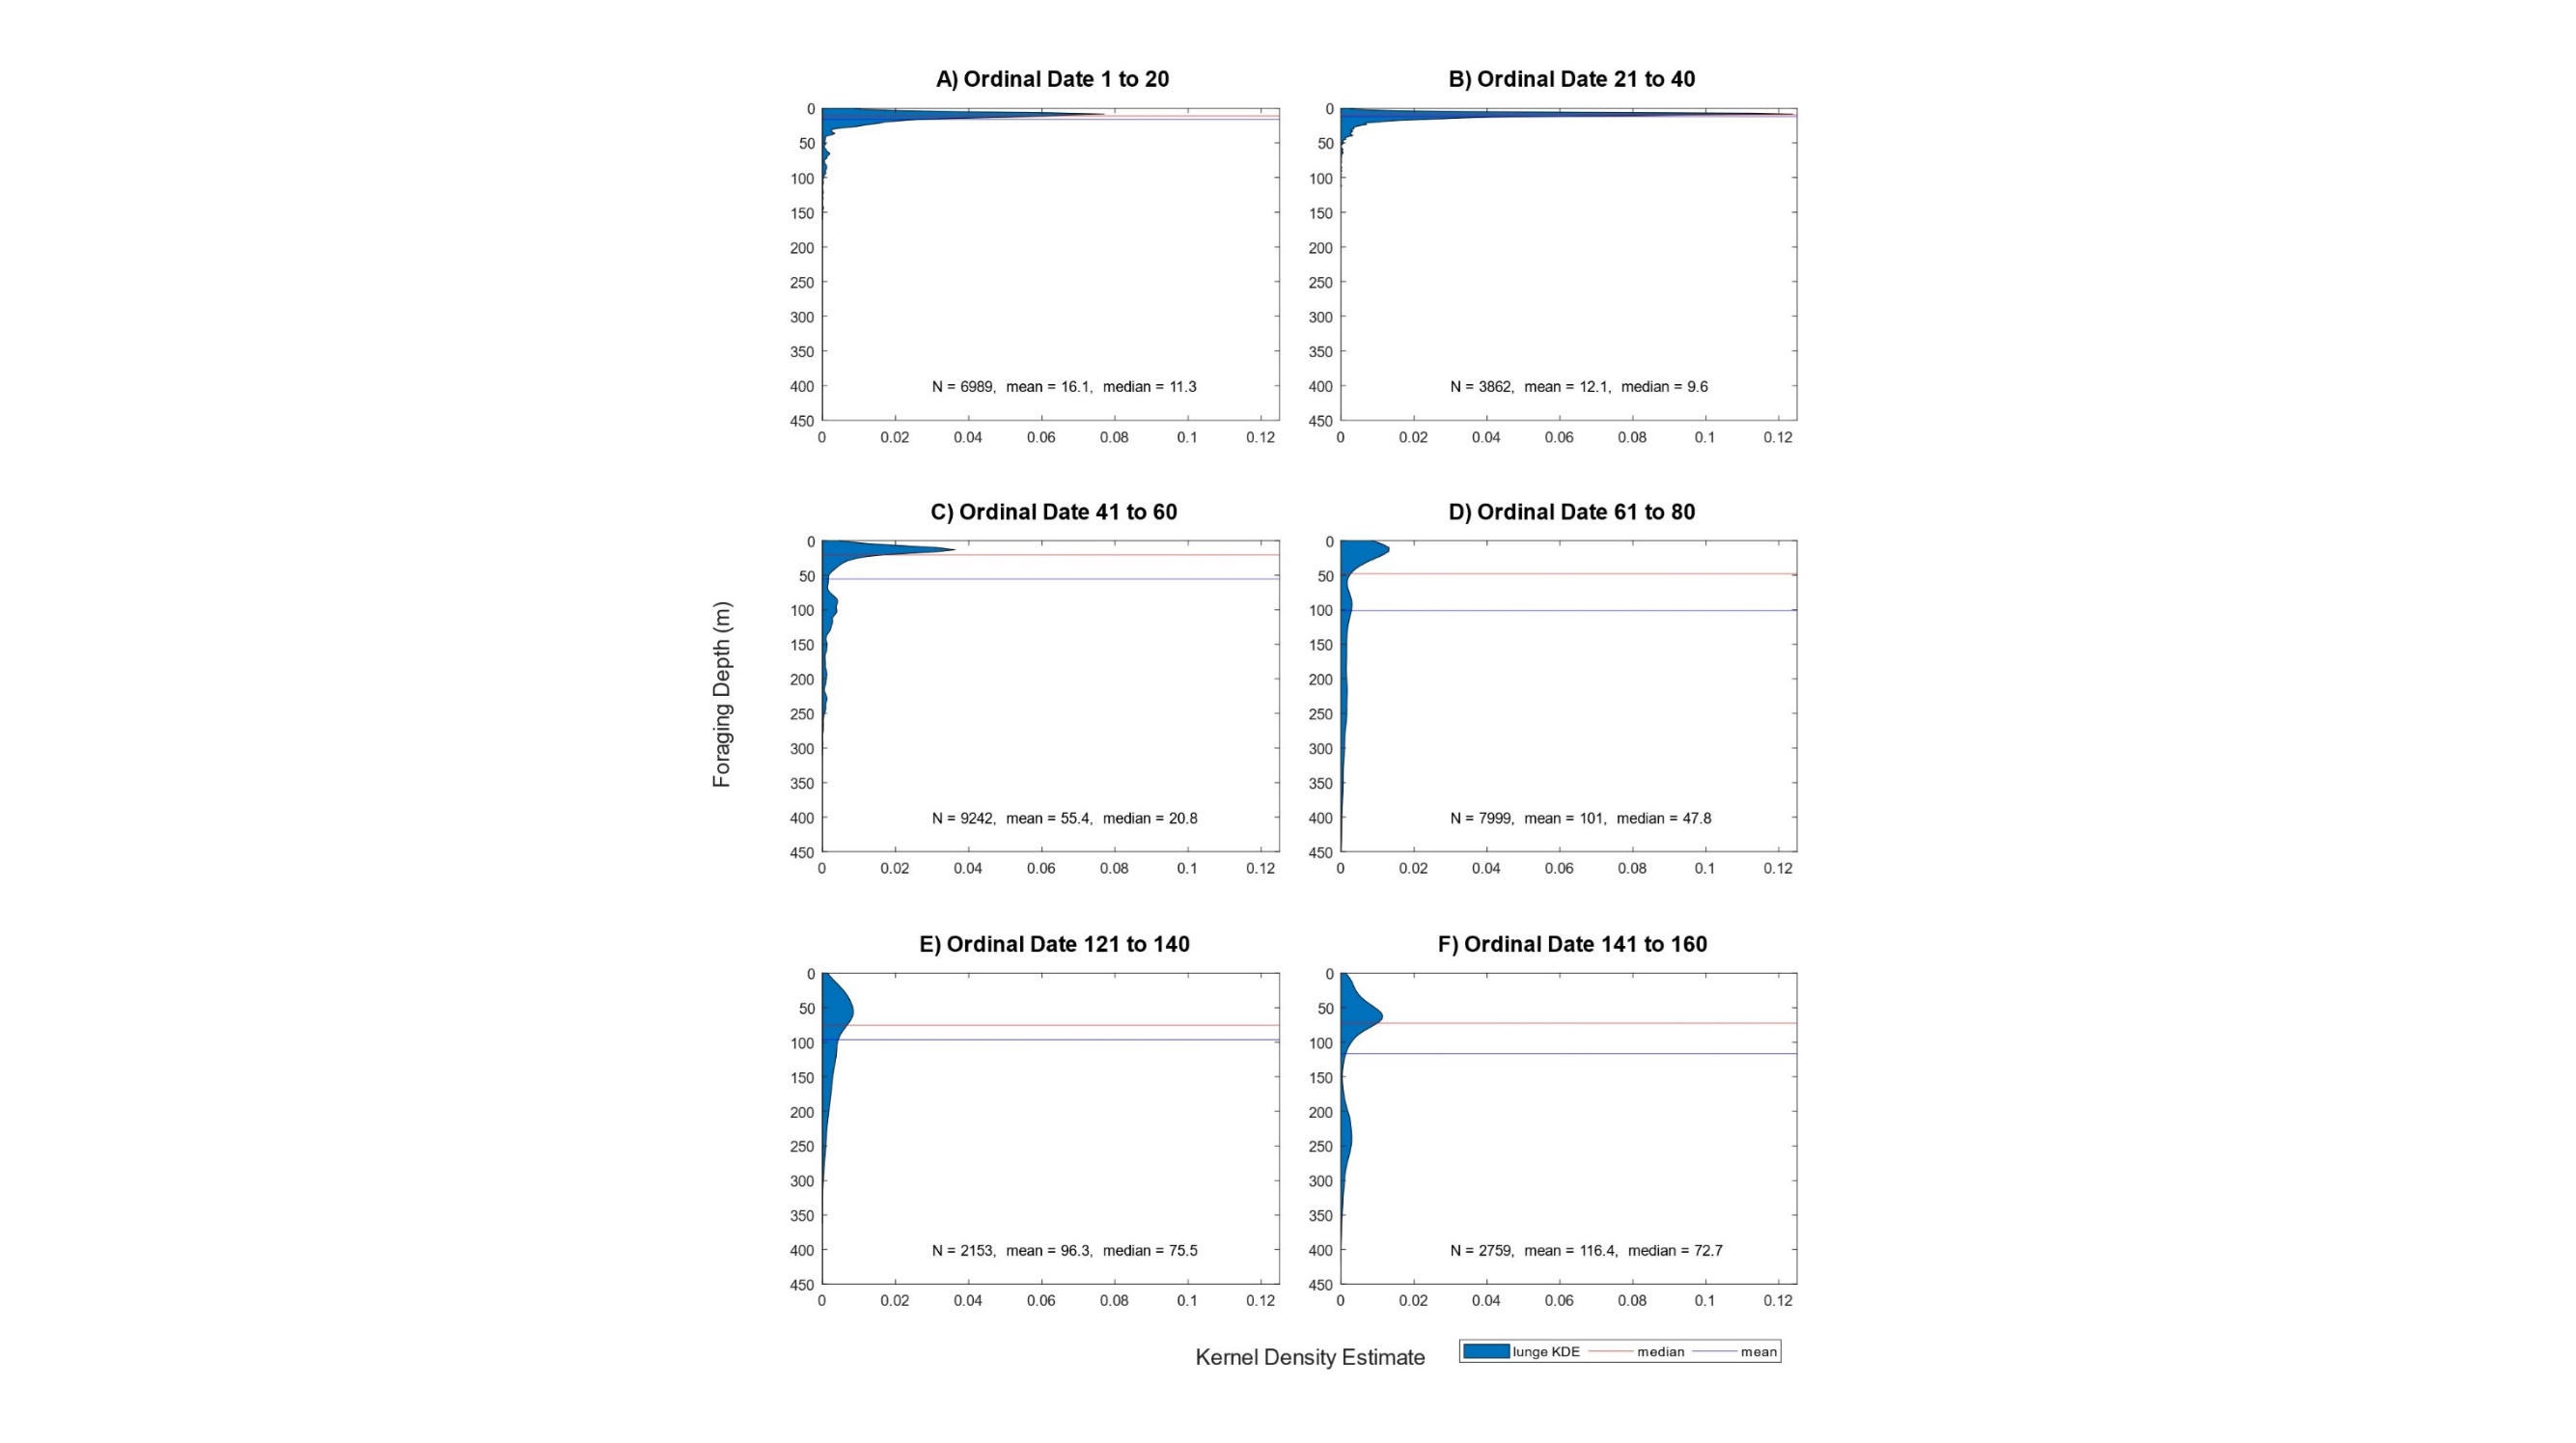 A) Ordinal Date 1 to 20
0
50
100
150
200
250
300
350
400
450
N = 6989, mean = 16.1, median = 11.3
0 0.02 0.04 0.06 0.08 0.1 0.12
B) Ordinal Date 21 to 40
0
50
100
150
200
250
300
350
400
450
N = 3862, mean = 12.1, median = 9.6
0 0.02 0.04 0.06 0.08 0.1 0.12
Foraging Depth (m)
C) Ordinal Date 41 to 60
0
50
100
150
200
250
300
350
400
450
N = 9242, mean = 55.4, median = 20.8
0 0.02 0.04 0.06 0.08 0.1 0.12
D) Ordinal Date 61 to 80
0
50
100
150
200
250
300
350
400
450
N = 7999, mean = 101, median = 47.8
0 0.02 0.04 0.06 0.08 0.1 0.12
E) Ordinal Date 121 to 140
0
50
100
150
200
250
300
350
400
450
N = 2153, mean = 96.3, median = 75.5
0 0.02 0.04 0.06 0.08 0.1 0.12
F) Ordinal Date 141 to 160
0
50
100
150
200
250
300
350
400
450
N = 2759, mean = 116.4, median = 72.7
0 0.02 0.04 0.06 0.08 0.1 0.12
Kernel Density Estimate
lunge KDE median mean